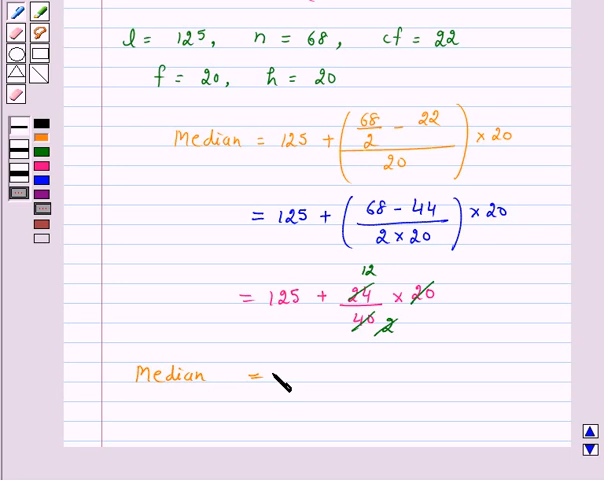 l = 125, n = 68, cf = 22
f = 20, h = 20
Median = 125 + ( (68/2 - 22) / 20 ) × 20
= 125 + ( (68 - 44) / (2 × 20) ) × 20
12
= 125 + 24/40 × 20
2
Median =